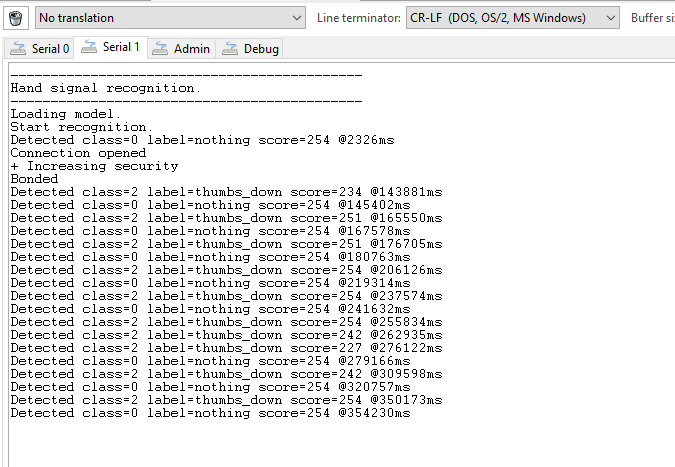 No translation
Line terminator:
CR-LF (DOS, OS/2, MS Windows)
Buffer si
Serial 0
Serial 1
Admin
Debug
--------------------------------------------
Hand signal recognition.
--------------------------------------------
Loading model.
Start recognition.
Detected class=0 label=nothing score=254 @2326ms
Connection opened
+ Increasing security
Bonded
Detected class=2 label=thumbs_down score=234 @143881ms
Detected class=0 label=nothing score=254 @145402ms
Detected class=2 label=thumbs_down score=251 @165550ms
Detected class=0 label=nothing score=254 @167578ms
Detected class=2 label=thumbs_down score=251 @176705ms
Detected class=0 label=nothing score=254 @180763ms
Detected class=2 label=thumbs_down score=254 @206126ms
Detected class=0 label=nothing score=254 @219314ms
Detected class=2 label=thumbs_down score=254 @237574ms
Detected class=0 label=nothing score=254 @241632ms
Detected class=2 label=thumbs_down score=254 @255834ms
Detected class=2 label=thumbs_down score=242 @262935ms
Detected class=2 label=thumbs_down score=227 @276122ms
Detected class=0 label=nothing score=254 @279166ms
Detected class=2 label=thumbs_down score=242 @309598ms
Detected class=0 label=nothing score=254 @320757ms
Detected class=2 label=thumbs_down score=254 @350173ms
Detected class=0 label=nothing score=254 @354230ms